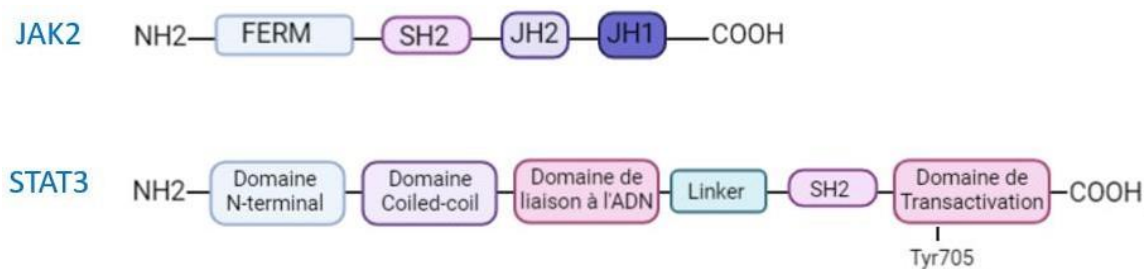 JAK2 NH2 FERM SH2 JH2 JH1 COOH
STAT3 NH2 Domaine N-terminal Domaine Coiled-coil Domaine de liaison à l'ADN Linker SH2 Domaine de Transactivation COOH
Tyr705